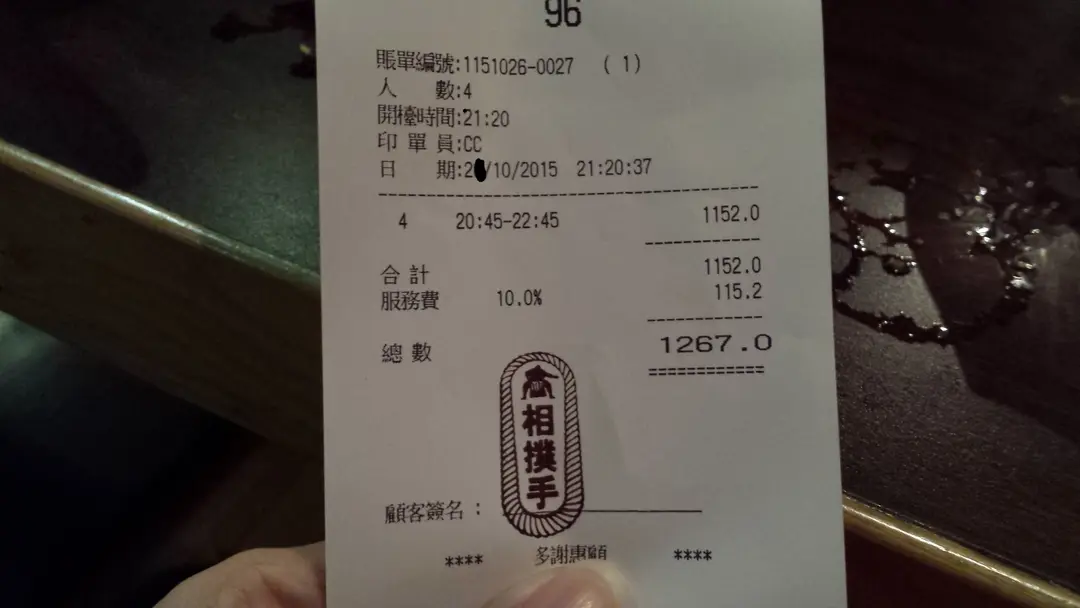 96
賬單編號:1151026-0027 ( 1)
人 數:4
開檯時間:21:20
印單員:CC
日 期:2/10/2015 21:20:37
4 20:45-22:45 1152.0
合計 1152.0
服務費 10.0% 115.2
總數 1267.0
相撲手
顧客簽名：
**** 多謝惠顧 ****